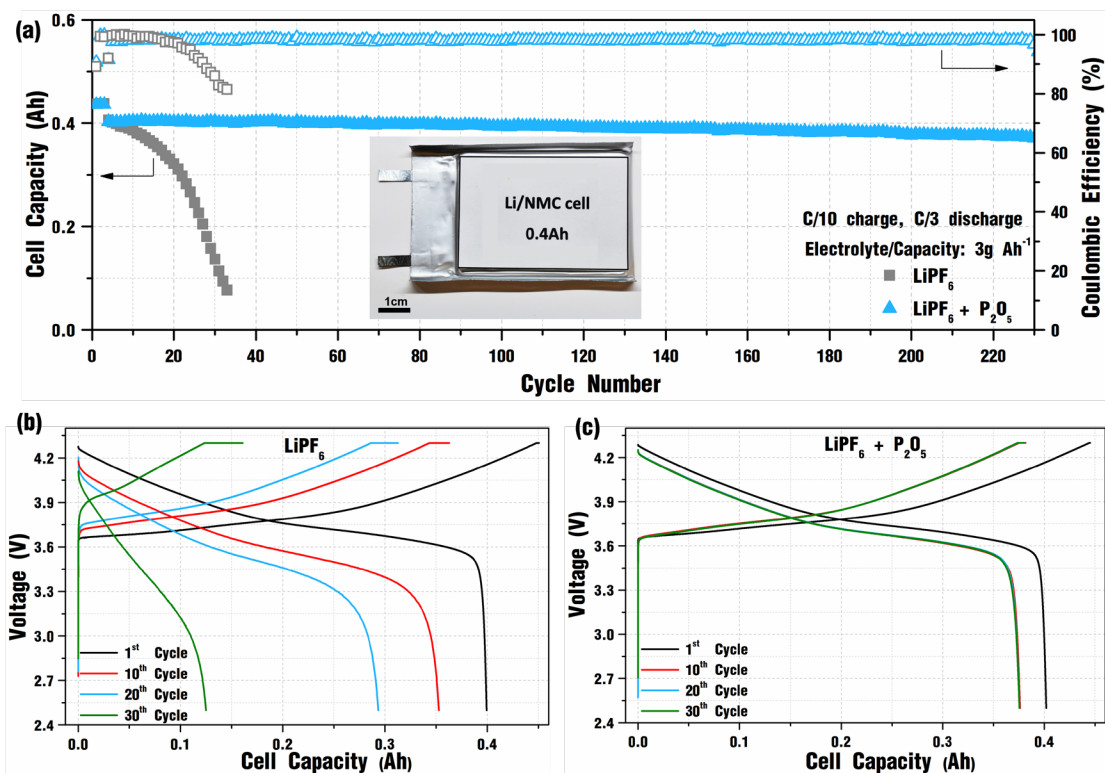 (a)
0.6
0.4
0.2
0.0
Cell Capacity (Ah)
100
80
60
40
20
0
Coulombic Efficiency (%)
Li/NMC cell
0.4Ah
1cm
C/10 charge, C/3 discharge
Electrolyte/Capacity: 3g Ah⁻¹
LiPF₆
LiPF₆ + P₂O₅
0 20 40 60 80 100 120 140 160 180 200 220
Cycle Number
(b)
LiPF₆
4.2
3.9
3.6
3.3
3.0
2.7
2.4
Voltage (V)
1ˢᵗ Cycle
10ᵗʰ Cycle
20ᵗʰ Cycle
30ᵗʰ Cycle
0.0 0.1 0.2 0.3 0.4
Cell Capacity (Ah)
(c)
LiPF₆ + P₂O₅
4.2
3.9
3.6
3.3
3.0
2.7
2.4
Voltage (V)
1ˢᵗ Cycle
10ᵗʰ Cycle
20ᵗʰ Cycle
30ᵗʰ Cycle
0.0 0.1 0.2 0.3 0.4
Cell Capacity (Ah)